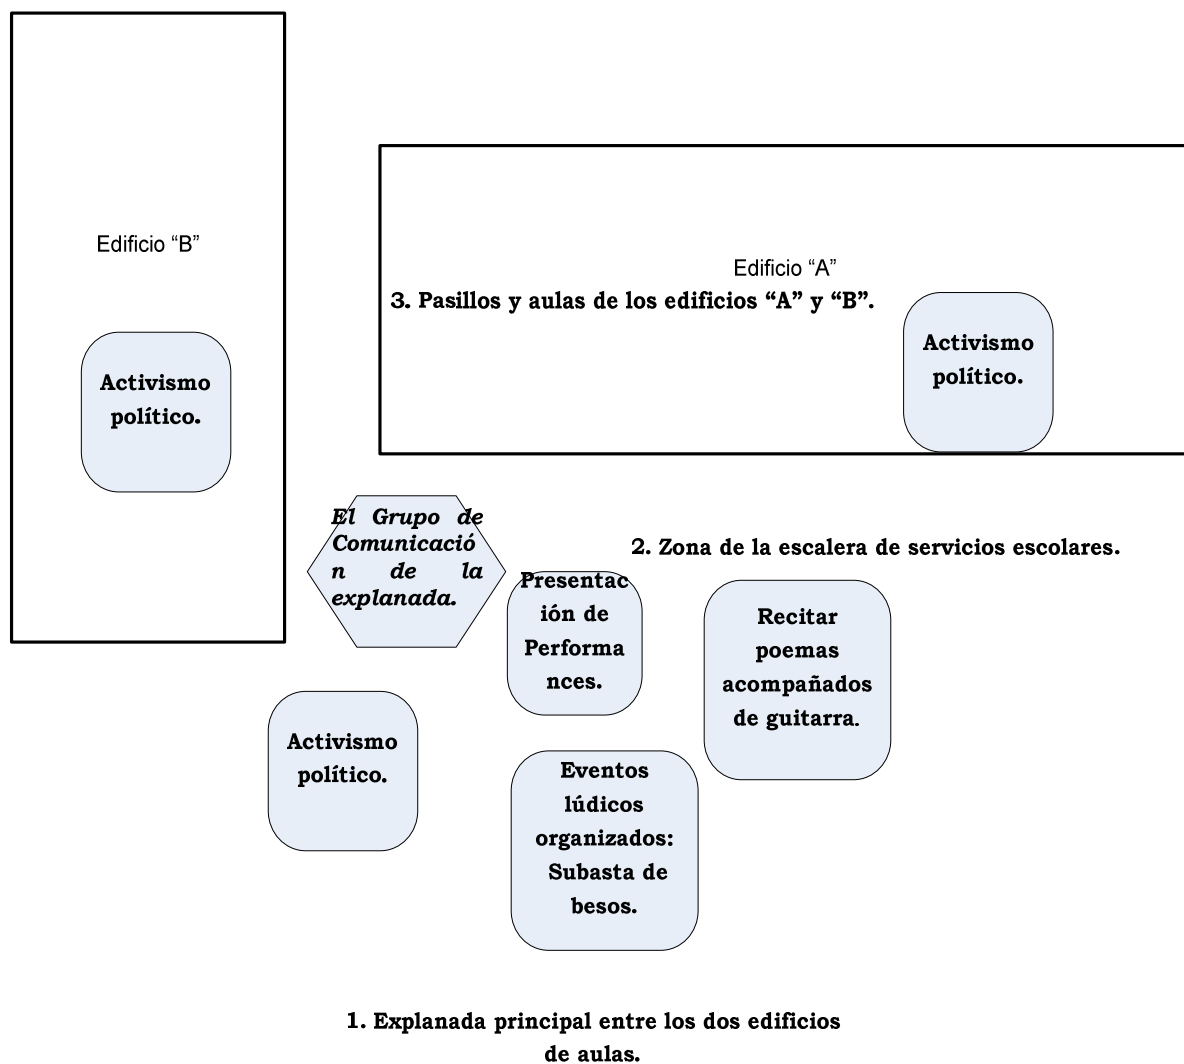 Edificio “B”
Activismo
político.
Edificio “A”
3. Pasillos y aulas de los edificios “A” y “B”.
Activismo
político.
El Grupo de
Comunicació
n de la
explanada.
2. Zona de la escalera de servicios escolares.
Presentac
ión de
Performa
nces.
Recitar
poemas
acompañados
de guitarra.
Activismo
político.
Eventos
lúdicos
organizados:
Subasta de
besos.
1. Explanada principal entre los dos edificios
de aulas.